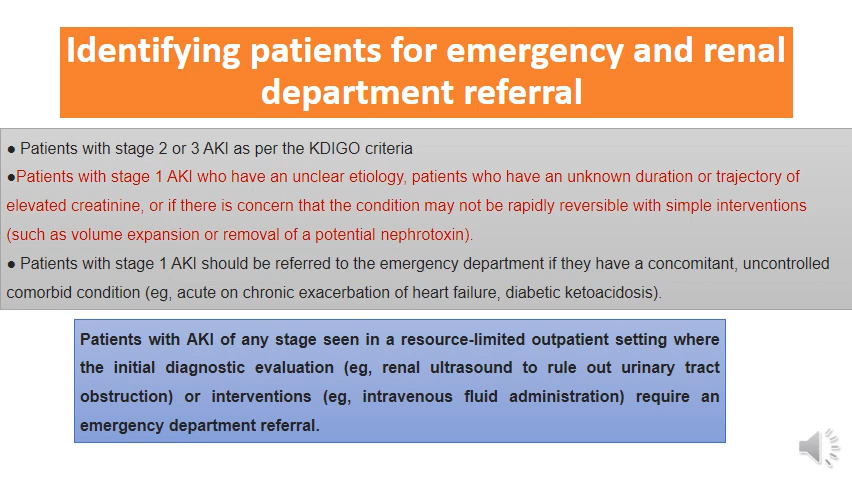 Identifying patients for emergency and renal
department referral
● Patients with stage 2 or 3 AKI as per the KDIGO criteria
●Patients with stage 1 AKI who have an unclear etiology, patients who have an unknown duration or trajectory of
elevated creatinine, or if there is concern that the condition may not be rapidly reversible with simple interventions
(such as volume expansion or removal of a potential nephrotoxin).
● Patients with stage 1 AKI should be referred to the emergency department if they have a concomitant, uncontrolled
comorbid condition (eg, acute on chronic exacerbation of heart failure, diabetic ketoacidosis).
Patients with AKI of any stage seen in a resource-limited outpatient setting where
the initial diagnostic evaluation (eg, renal ultrasound to rule out urinary tract
obstruction) or interventions (eg, intravenous fluid administration) require an
emergency department referral.